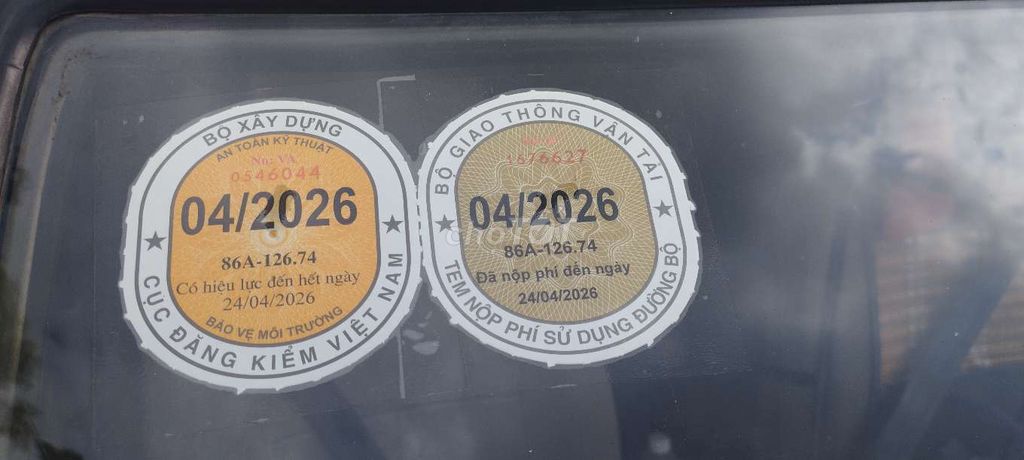 BỘ XÂY DỰNG
AN TOÀN KỸ THUẬT
No: VA
0546044
04/2026
86A-126.74
Có hiệu lực đến hết ngày
24/04/2026
BẢO VỆ MÔI TRƯỜNG
CỤC ĐĂNG KIỂM VIỆT NAM
BỘ GIAO THÔNG VẬN TẢI
1576627
04/2026
86A-126.74
Đã nộp phí đến ngày
24/04/2026
TEM NỘP PHÍ SỬ DỤNG ĐƯỜNG BỘ